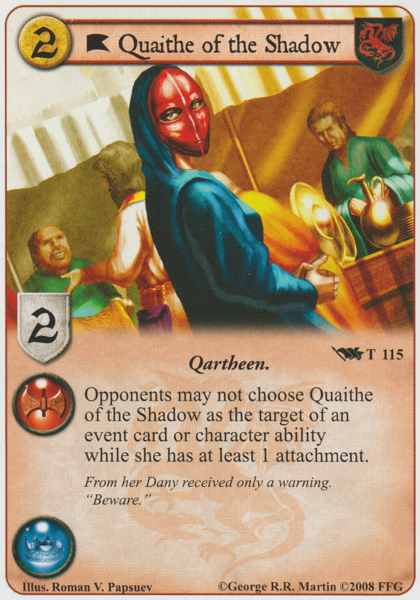 2
Quaithe of the Shadow
2
T 115
Qartheen.
Opponents may not choose Quaithe
of the Shadow as the target of an
event card or character ability
while she has at least 1 attachment.
From her Dany received only a warning.
“Beware.”
Illus. Roman V. Papsuev
©George R.R. Martin ©2008 FFG